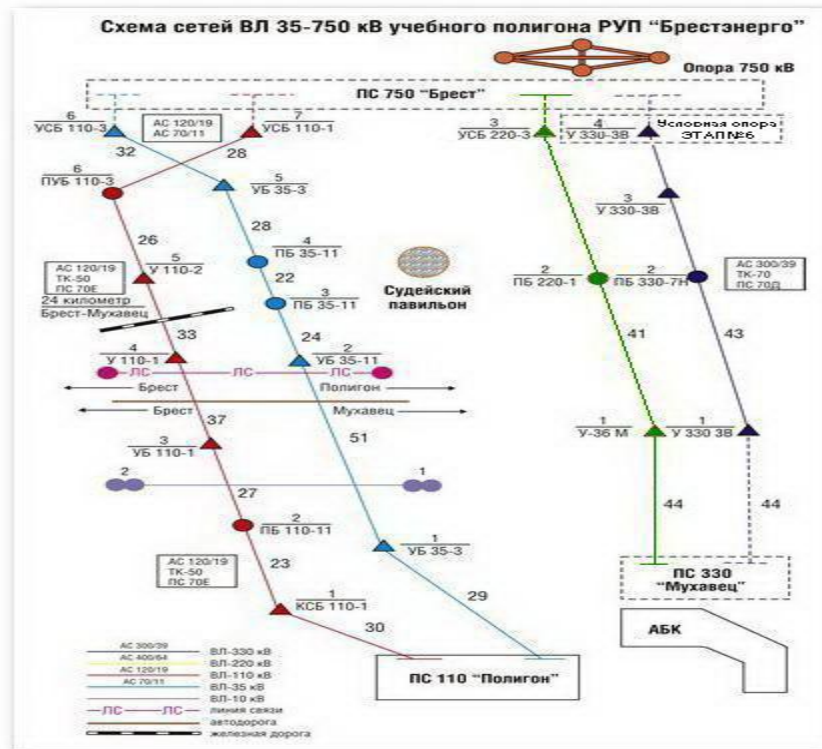 Схема сетей ВЛ 35-750 кВ учебного полигона РУП “Брестэнерго”
Опора 750 кВ
ПС 750 “Брест”
6
УСБ 110-3
АС 120/19
АС 70/11
7
УСБ 110-1
3
УСБ 220-3
4
У 330-3В
Условная опора
ЭТАП №6
32
28
6
ПУБ 110-3
5
УБ 35-3
3
У 330-3В
26
28
4
ПБ 35-11
5
У 110-2
22
АС 120/19
ТК-50
ПС 70Е
Судейский
павильон
2
ПБ 220-1
2
ПБ 330-7Н
АС 300/39
ТК-70
ПС 70Д
3
ПБ 35-11
24 километр
Брест-Мухавец
33
24
41
43
4
У 110-1
2
УБ 35-11
ЛС
ЛС
ЛС
Брест
Полигон
Брест
Мухавец
37
51
3
УБ 110-1
1
У-36 М
1
У 330 3В
2
1
27
44
44
2
ПБ 110-11
1
УБ 35-3
АС 120/19
ТК-50
ПС 70Е
23
ПС 330
“Мухавец”
1
КСБ 110-1
29
30
АБК
ПС 110 “Полигон”
АС 300/39
ВЛ-330 кВ
АС 400/64
ВЛ-220 кВ
АС 120/19
ВЛ-110 кВ
АС 70/11
ВЛ-35 кВ
ВЛ-10 кВ
ЛС
ЛС
линия связи
автодорога
железная дорога